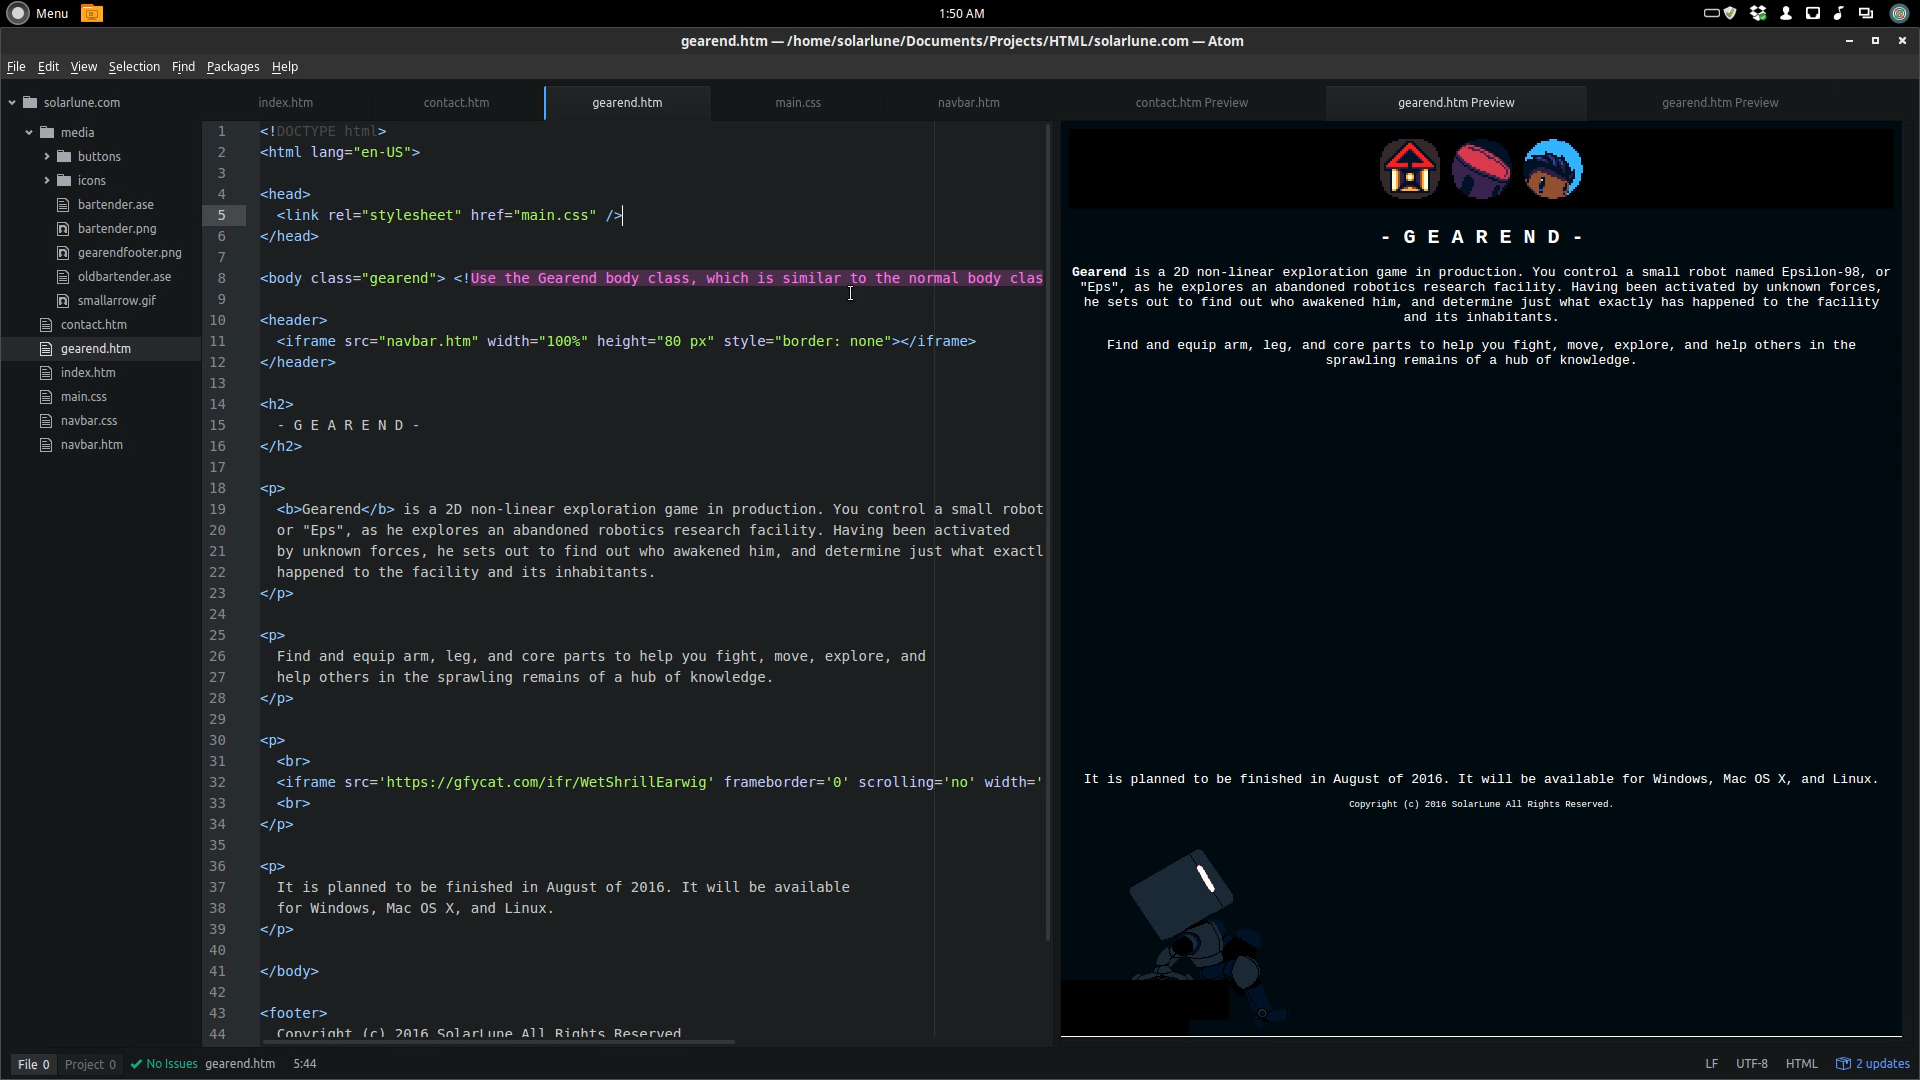 Menu
1:50 AM
gearend.htm — /home/solarlune/Documents/Projects/HTML/solarlune.com — Atom
File Edit View Selection Find Packages Help
solarlune.com
media
buttons
icons
bartender.ase
bartender.png
gearendfooter.png
oldbartender.ase
smallarrow.gif
contact.htm
gearend.htm
index.htm
main.css
navbar.css
navbar.htm
index.htm contact.htm gearend.htm main.css navbar.htm contact.htm Preview gearend.htm Preview gearend.htm Preview
1 <!DOCTYPE html>
2 <html lang="en-US">
3
4 <head>
5 <link rel="stylesheet" href="main.css" />
6 </head>
7
8 <body class="gearend"> <!Use the Gearend body class, which is similar to the normal body clas
9
10 <header>
11 <iframe src="navbar.htm" width="100%" height="80 px" style="border: none"></iframe>
12 </header>
13
14 <h2>
15 - G E A R E N D -
16 </h2>
17
18 <p>
19 <b>Gearend</b> is a 2D non-linear exploration game in production. You control a small robot
20 or "Eps", as he explores an abandoned robotics research facility. Having been activated
21 by unknown forces, he sets out to find out who awakened him, and determine just what exactl
22 happened to the facility and its inhabitants.
23 </p>
24
25 <p>
26 Find and equip arm, leg, and core parts to help you fight, move, explore, and
27 help others in the sprawling remains of a hub of knowledge.
28 </p>
29
30 <p>
31 <br>
32 <iframe src='https://gfycat.com/ifr/WetShrillEarwig' frameborder='0' scrolling='no' width='
33 <br>
34 </p>
35
36 <p>
37 It is planned to be finished in August of 2016. It will be available
38 for Windows, Mac OS X, and Linux.
39 </p>
40
41 </body>
42
43 <footer>
44 Copyright (c) 2016 SolarLune All Rights Reserved
- G E A R E N D -
Gearend is a 2D non-linear exploration game in production. You control a small robot named Epsilon-98, or
"Eps", as he explores an abandoned robotics research facility. Having been activated by unknown forces,
he sets out to find out who awakened him, and determine just what exactly has happened to the facility
and its inhabitants.
Find and equip arm, leg, and core parts to help you fight, move, explore, and help others in the
sprawling remains of a hub of knowledge.
It is planned to be finished in August of 2016. It will be available for Windows, Mac OS X, and Linux.
Copyright (c) 2016 SolarLune All Rights Reserved.
File 0 Project 0 No Issues gearend.htm 5:44 LF UTF-8 HTML 2 updates